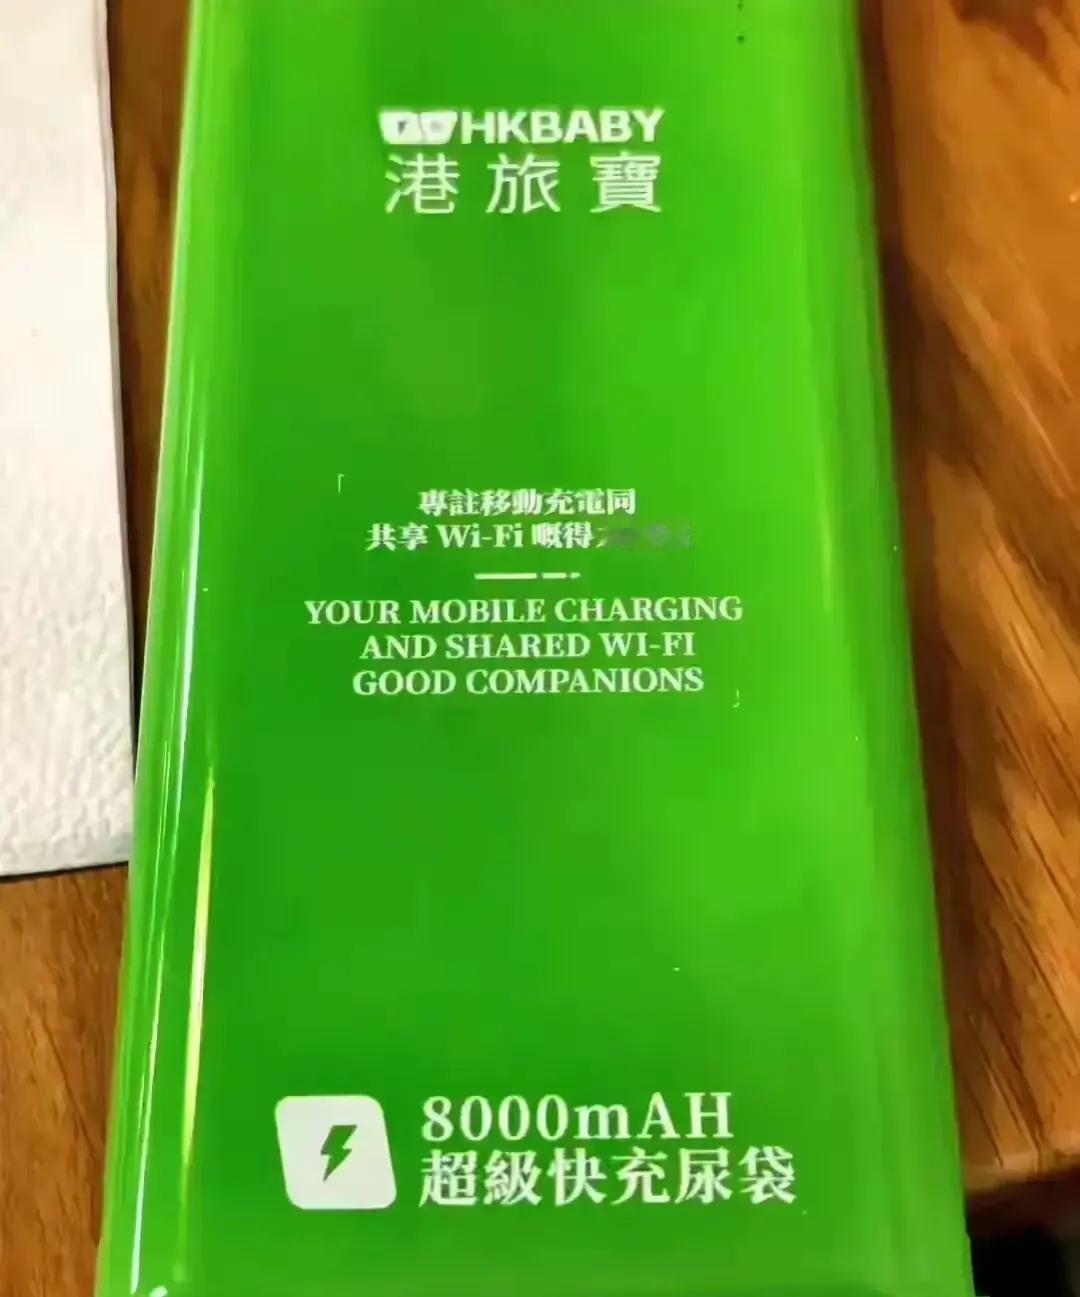 HKBABY
港旅寶
「
專註移動充電同
共享 Wi-Fi 嘅得
YOUR MOBILE CHARGING
AND SHARED WI-FI
GOOD COMPANIONS
」
8000mAH
超級快充尿袋